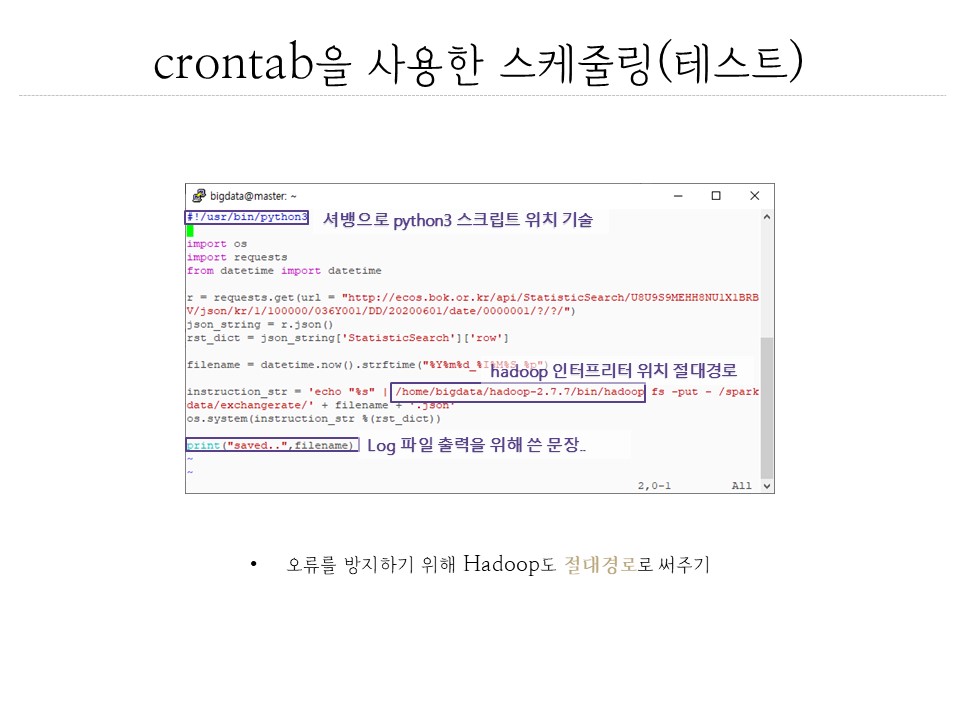 crontab을 사용한 스케줄링(테스트)
bigdata@master: ~
#!/usr/bin/python3 셔뱅으로 python3 스크립트 위치 기술
import os
import requests
from datetime import datetime
r = requests.get(url = "http://ecos.bok.or.kr/api/StatisticSearch/U8U9S9MEHH8NU1X1BRB
V/json/kr/1/100000/036Y001/DD/20200601/date/0000001/?/?/")
json_string = r.json()
rst_dict = json_string['StatisticSearch']['row']
filename = datetime.now().strftime("%Y%m%d_%I%M%S_%p")
hadoop 인터프리터 위치 절대경로
instruction_str = 'echo "%s" | /home/bigdata/hadoop-2.7.7/bin/hadoop fs -put - /spark
data/exchangerate/' + filename + '.json'
os.system(instruction_str %(rst_dict))
print("saved..",filename) Log 파일 출력을 위해 쓴 문장..
~
~
2,0-1 All
• 오류를 방지하기 위해 Hadoop도 절대경로로 써주기